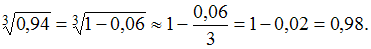 ∛0,94 = ∛1−0,06 ≈ 1− 0,06/3 = 1−0,02 = 0,98.